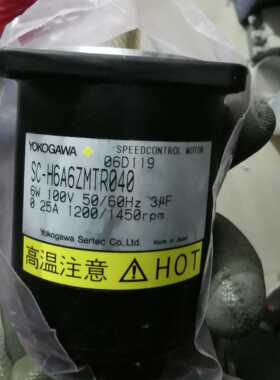 YOKOGAWA SPEEDCONTROL MOTOR
06D119
SC-H6A6ZMTR040
6W 100V 50/60Hz 3μF
0.25A 1200/1450rpm
Yokogawa Sertec Co.,Ltd. Made in Japan
高温注意 HOT